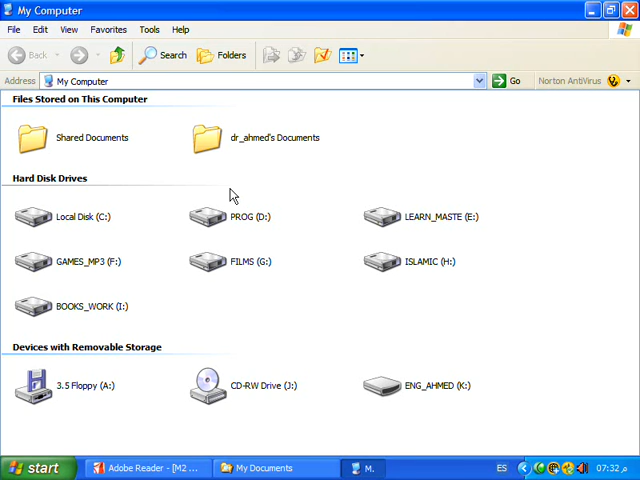 My Computer
File Edit View Favorites Tools Help
Back Search Folders
Address My Computer Go Norton AntiVirus
Files Stored on This Computer
Shared Documents dr_ahmed's Documents
Hard Disk Drives
Local Disk (C:) PROG (D:) LEARN_MASTE (E:)
GAMES_MP3 (F:) FILMS (G:) ISLAMIC (H:)
BOOKS_WORK (I:)
Devices with Removable Storage
3.5 Floppy (A:) CD-RW Drive (J:) ENG_AHMED (K:)
start Adobe Reader - [M2 ... My Documents M. ES 07:32 م